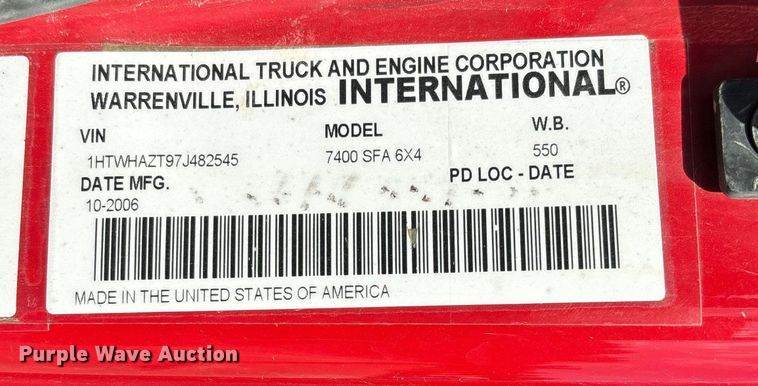 INTERNATIONAL TRUCK AND ENGINE CORPORATION
WARRENVILLE, ILLINOIS INTERNATIONAL®
VIN MODEL W.B.
1HTWHAZT97J482545 7400 SFA 6X4 550
DATE MFG. PD LOC - DATE
10-2006
MADE IN THE UNITED STATES OF AMERICA
Purple Wave Auction